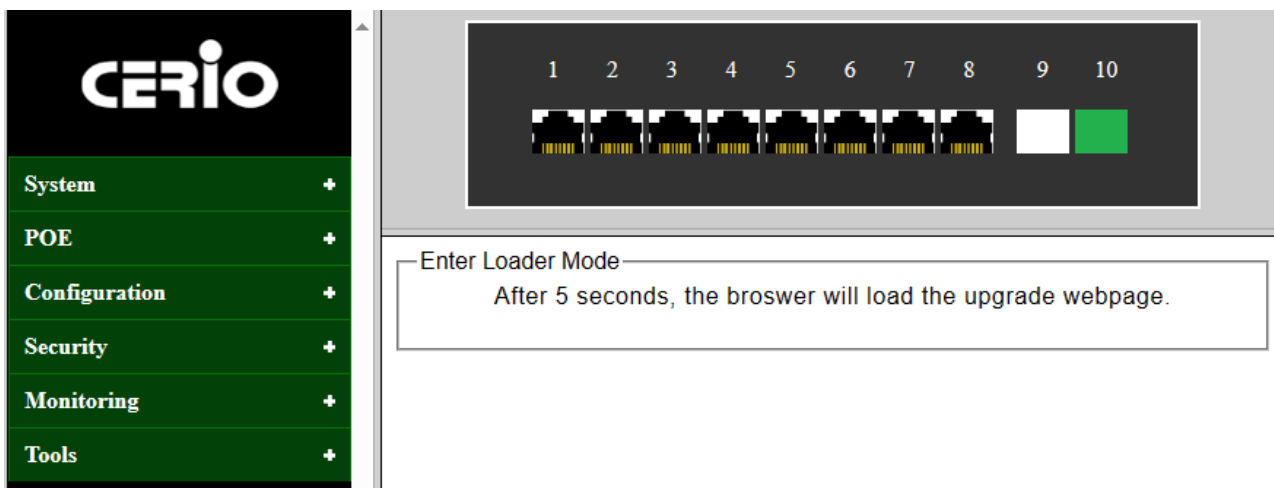 CERIO
System
POE
Configuration
Security
Monitoring
Tools
1 2 3 4 5 6 7 8 9 10
Enter Loader Mode
After 5 seconds, the broswer will load the upgrade webpage.